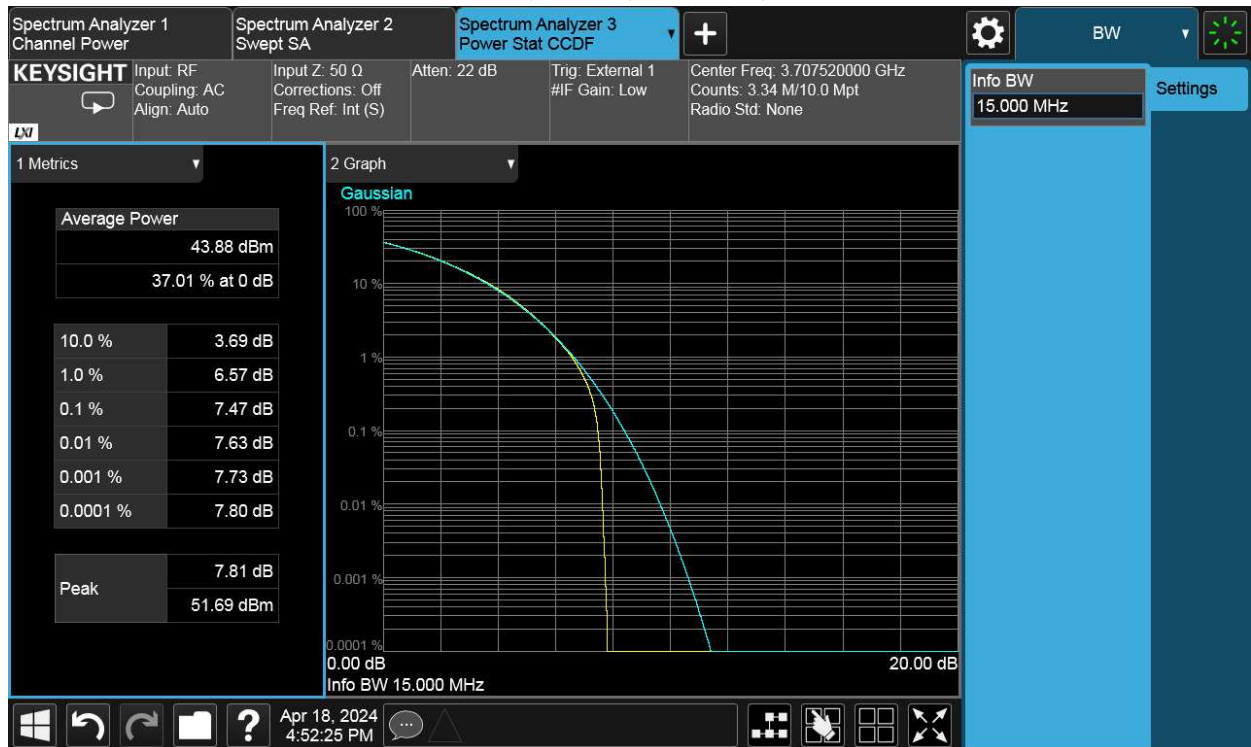 Spectrum Analyzer 1
Channel Power
Spectrum Analyzer 2
Swept SA
Spectrum Analyzer 3
Power Stat CCDF
BW
KEYSIGHT
LXI
Input: RF
Coupling: AC
Align: Auto
Input Z: 50 Ω
Corrections: Off
Freq Ref: Int (S)
Atten: 22 dB
Trig: External 1
#IF Gain: Low
Center Freq: 3.707520000 GHz
Counts: 3.34 M/10.0 Mpt
Radio Std: None
Info BW
15.000 MHz
Settings
1 Metrics
Average Power
43.88 dBm
37.01 % at 0 dB
10.0 % 3.69 dB
1.0 % 6.57 dB
0.1 % 7.47 dB
0.01 % 7.63 dB
0.001 % 7.73 dB
0.0001 % 7.80 dB
Peak
7.81 dB
51.69 dBm
2 Graph
Gaussian
100 %
10 %
1 %
0.1 %
0.01 %
0.001 %
0.0001 %
0.00 dB 20.00 dB
Info BW 15.000 MHz
?
Apr 18, 2024
4:52:25 PM